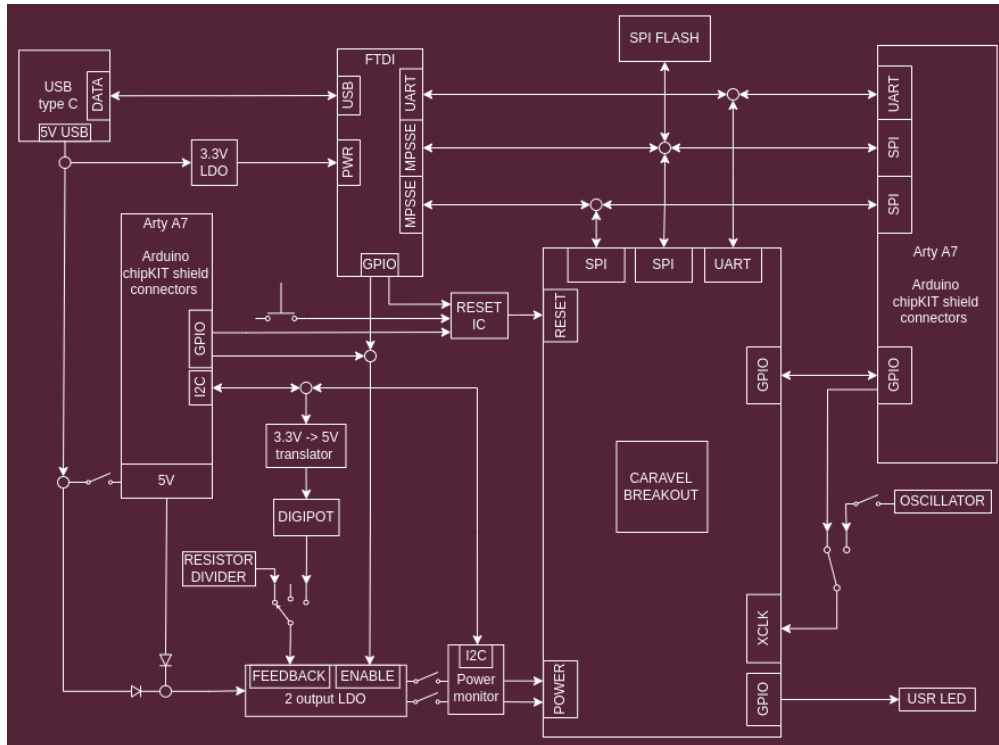 SPI FLASH
FTDI
USB
type C
DATA
5V USB
USB
UART
MPSSE
MPSSE
PWR
GPIO
3.3V
LDO
UART
SPI
SPI
Arty A7
Arduino
chipKIT shield
connectors
GPIO
Arty A7
Arduino
chipKIT shield
connectors
GPIO
I2C
5V
RESET
IC
SPI
SPI
UART
RESET
GPIO
3.3V -> 5V
translator
DIGIPOT
RESISTOR
DIVIDER
CARAVEL
BREAKOUT
OSCILLATOR
XCLK
FEEDBACK
ENABLE
2 output LDO
I2C
Power
monitor
POWER
GPIO
USR LED